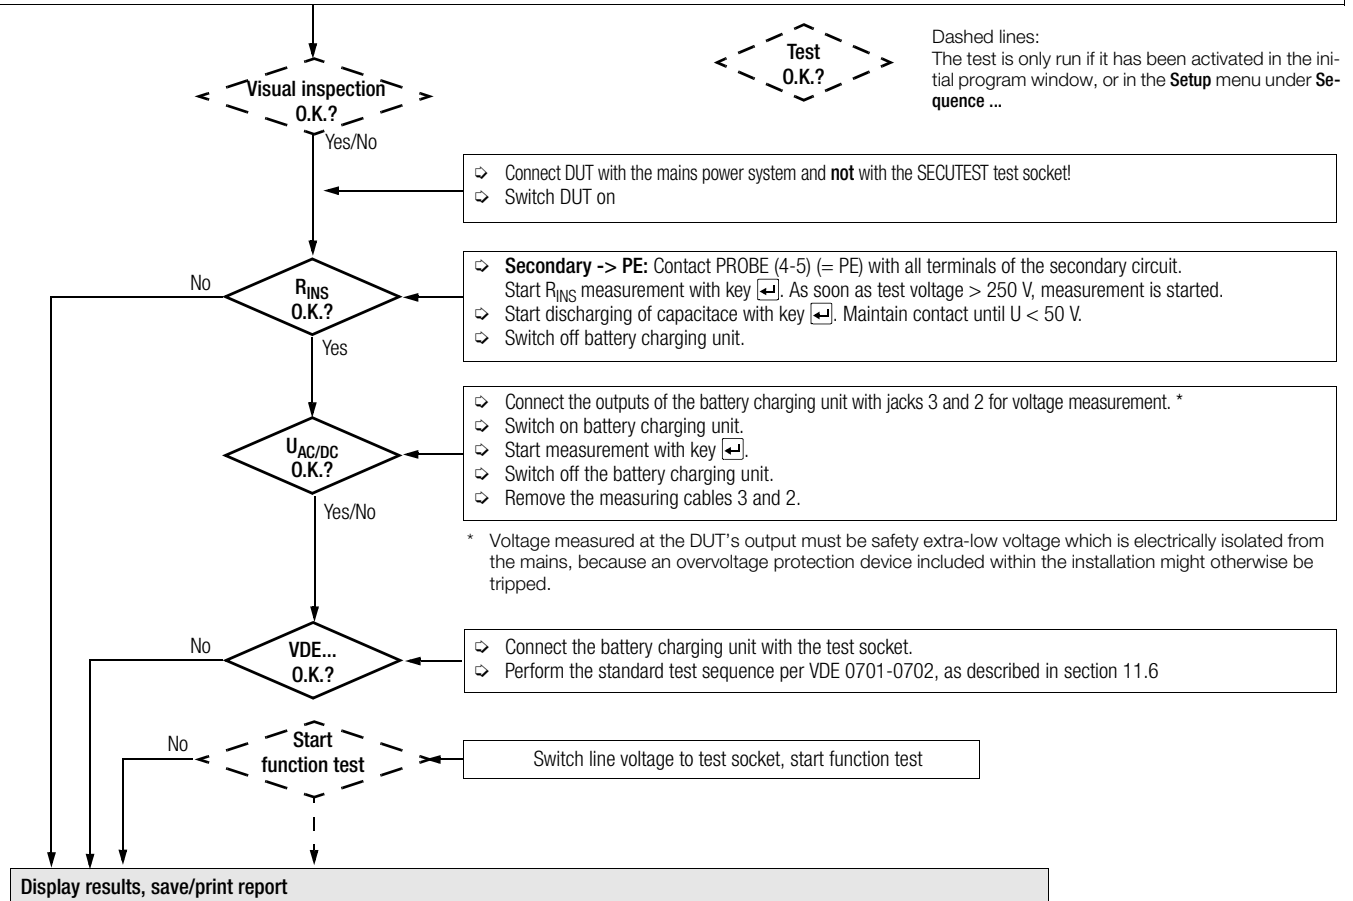 Visual inspection
O.K.?
Yes/No
Test
O.K.?
Dashed lines:
The test is only run if it has been activated in the ini-
tial program window, or in the Setup menu under Se-
quence ...
➩ Connect DUT with the mains power system and not with the SECUTEST test socket!
➩ Switch DUT on
No
RINS
O.K.?
Yes
➩ Secondary -> PE: Contact PROBE (4-5) (= PE) with all terminals of the secondary circuit.
Start RINS measurement with key ↵. As soon as test voltage > 250 V, measurement is started.
➩ Start discharging of capacitace with key ↵. Maintain contact until U < 50 V.
➩ Switch off battery charging unit.
UAC/DC
O.K.?
Yes/No
➩ Connect the outputs of the battery charging unit with jacks 3 and 2 for voltage measurement. *
➩ Switch on battery charging unit.
➩ Start measurement with key ↵.
➩ Switch off the battery charging unit.
➩ Remove the measuring cables 3 and 2.
* Voltage measured at the DUT’s output must be safety extra-low voltage which is electrically isolated from
the mains, because an overvoltage protection device included within the installation might otherwise be
tripped.
No
VDE...
O.K.?
➩ Connect the battery charging unit with the test socket.
➩ Perform the standard test sequence per VDE 0701-0702, as described in section 11.6
No
Start
function test
Switch line voltage to test socket, start function test
Display results, save/print report